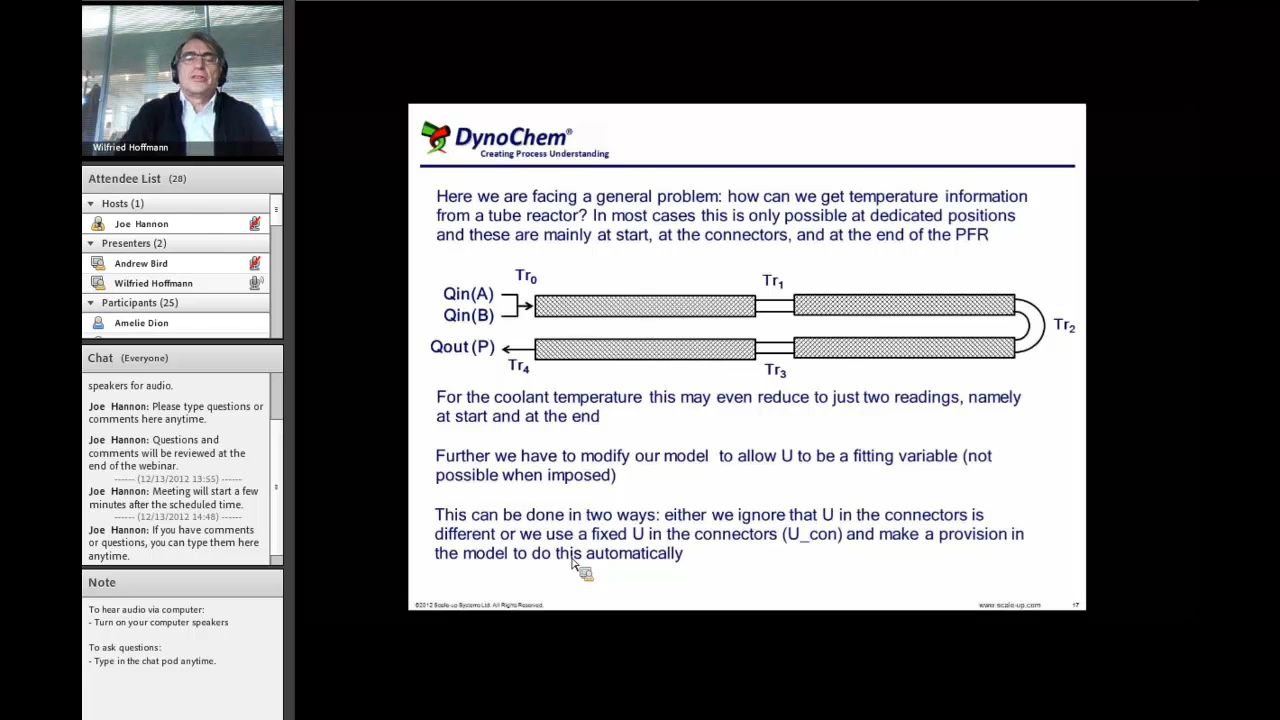 Wilfried Hoffmann
Attendee List (28)
Hosts (1)
Joe Hannon
Presenters (2)
Andrew Bird
Wilfried Hoffmann
Participants (25)
Amelie Dion
Chat (Everyone)
speakers for audio.
Joe Hannon: Please type questions or
comments here anytime.
Joe Hannon: Questions and
comments will be reviewed at the
end of the webinar.
------ (12/13/2012 13:55) ------
Joe Hannon: Meeting will start a few
minutes after the scheduled time.
------ (12/13/2012 14:48) ------
Joe Hannon: If you have comments
or questions, you can type them here
anytime.
Note
To hear audio via computer:
- Turn on your computer speakers
To ask questions:
- Type in the chat pod anytime.
DynoChem®
Creating Process Understanding
Here we are facing a general problem: how can we get temperature information
from a tube reactor? In most cases this is only possible at dedicated positions
and these are mainly at start, at the connectors, and at the end of the PFR
Tr0
Tr1
Qin(A)
Qin(B)
Tr2
Qout (P)
Tr4
Tr3
For the coolant temperature this may even reduce to just two readings, namely
at start and at the end
Further we have to modify our model to allow U to be a fitting variable (not
possible when imposed)
This can be done in two ways: either we ignore that U in the connectors is
different or we use a fixed U in the connectors (U_con) and make a provision in
the model to do this automatically
©2012 Scale-up Systems Ltd. All Rights Reserved.
www.scale-up.com
17